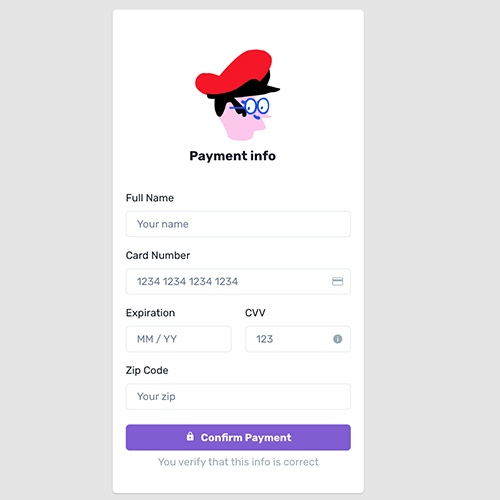 Payment info
Full Name
Your name
Card Number
1234 1234 1234 1234
Expiration CVV
MM / YY 123
Zip Code
Your zip
Confirm Payment
You verify that this info is correct